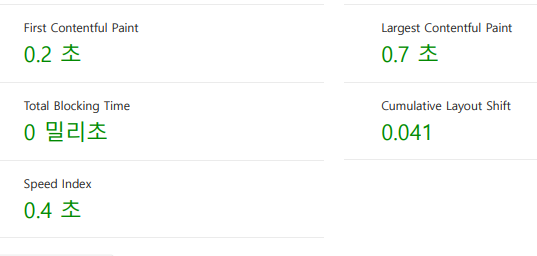 First Contentful Paint
0.2 초
Largest Contentful Paint
0.7 초
Total Blocking Time
0 밀리초
Cumulative Layout Shift
0.041
Speed Index
0.4 초